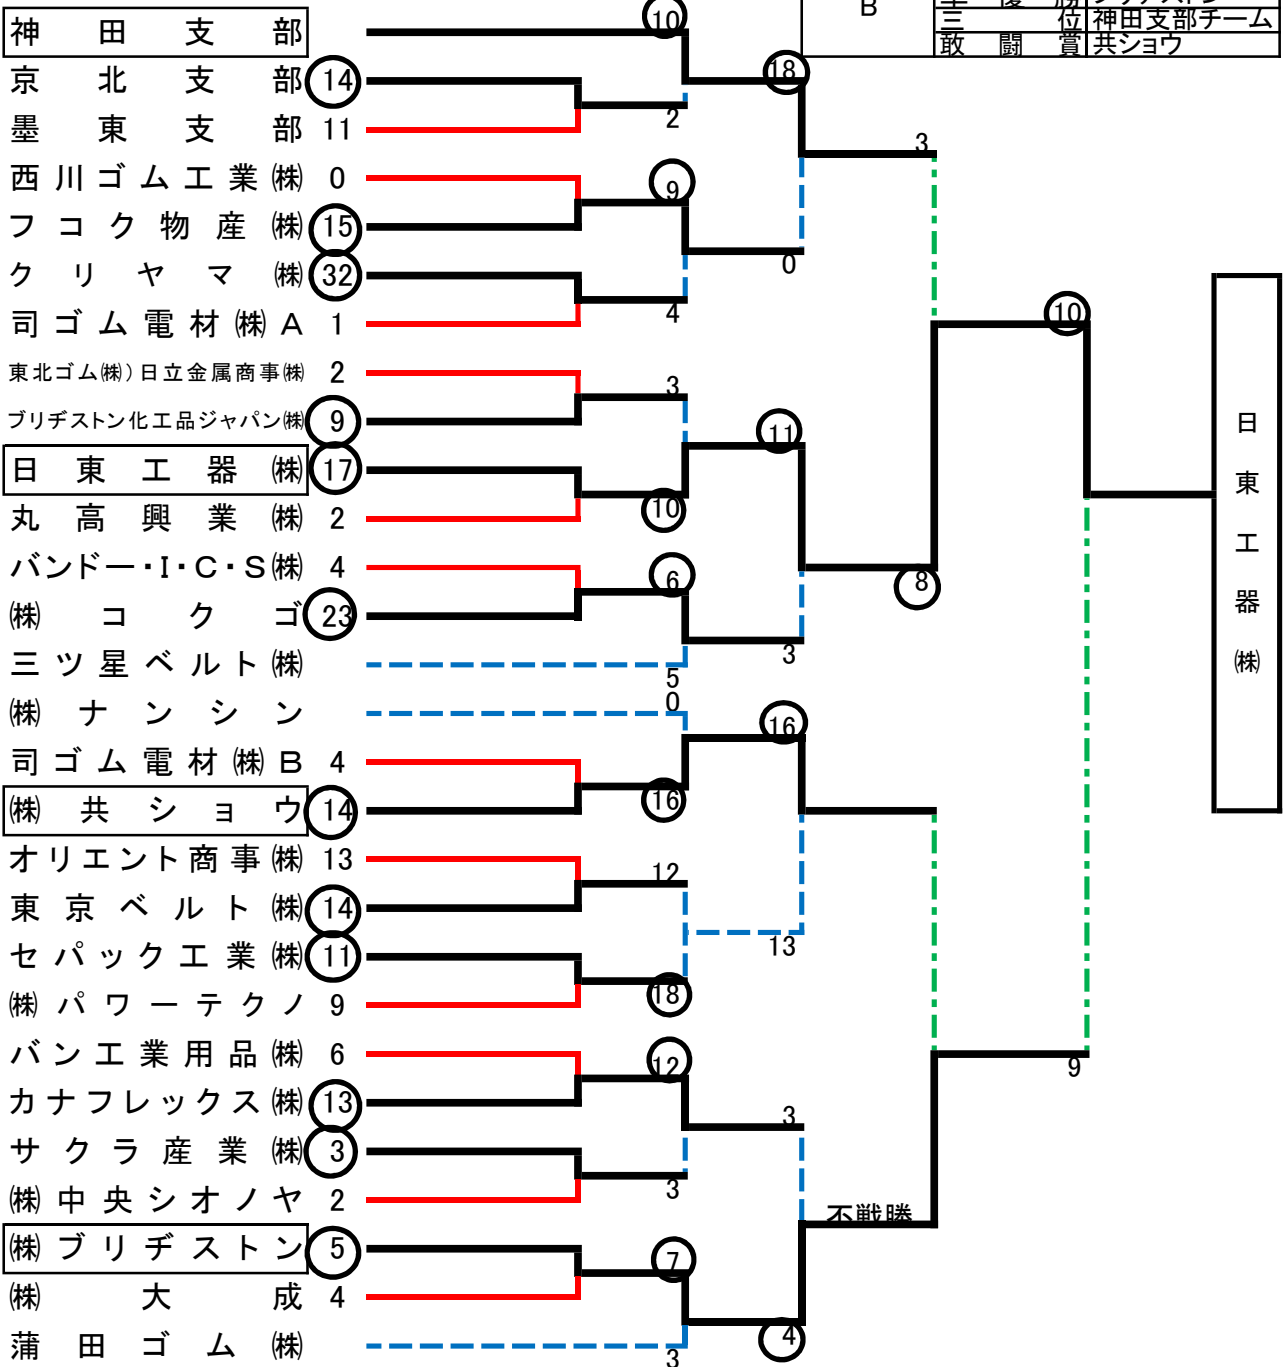 B
準優勝 ブリヂストン
三位 神田支部チーム
敢闘賞 共ショウ
神田支部
京北支部 14
墨東支部 11
西川ゴム工業㈱ 0
フコク物産㈱ 15
クリヤマ㈱ 32
司ゴム電材㈱A 1
東北ゴム㈱)日立金属商事㈱ 2
ブリヂストン化工品ジャパン㈱ 9
日東工器㈱ 17
丸高興業㈱ 2
バンドー・I・C・S㈱ 4
㈱コクゴ 23
三ツ星ベルト㈱
㈱ナンシン
司ゴム電材㈱B 4
㈱共ショウ 14
オリエント商事㈱ 13
東京ベルト㈱ 14
セパック工業㈱ 11
㈱パワーテクノ 9
バン工業用品㈱ 6
カナフレックス㈱ 13
サクラ産業㈱ 3
㈱中央シオノヤ 2
㈱ブリヂストン 5
㈱大成 4
蒲田ゴム㈱
10
2
9
4
3
10
6
5
0
16
12
18
12
3
7
3
18
0
11
3
16
13
3
4
3
8
不戦勝
10
9
日東工器㈱